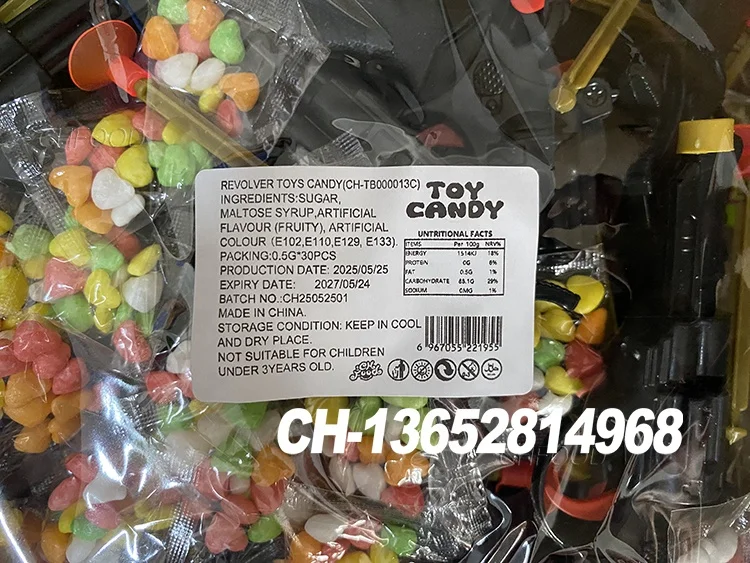 REVOLVER TOYS CANDY(CH-TB000013C)
INGREDIENTS:SUGAR,
MALTOSE SYRUP,ARTIFICIAL
FLAVOUR (FRUITY), ARTIFICIAL
COLOUR (E102,E110,E129, E133).
PACKING:0.5G*30PCS
PRODUCTION DATE: 2025/05/25
EXPIRY DATE: 2027/05/24
BATCH NO.:CH25052501
MADE IN CHINA.
STORAGE CONDITION: KEEP IN COOL
AND DRY PLACE.
NOT SUITABLE FOR CHILDREN
UNDER 3YEARS OLD.
TOY
CANDY
UNTRITIONAL FACTS
ITEMS Per 100g NRV%
ENERGY 1514KJ 18%
PROTEIN 0G 6%
FAT 0.5G 1%
CARBOHYDRATE 88.1G 29%
SODIUM 0MG 1%
6 967055 221955
CH-13652814968